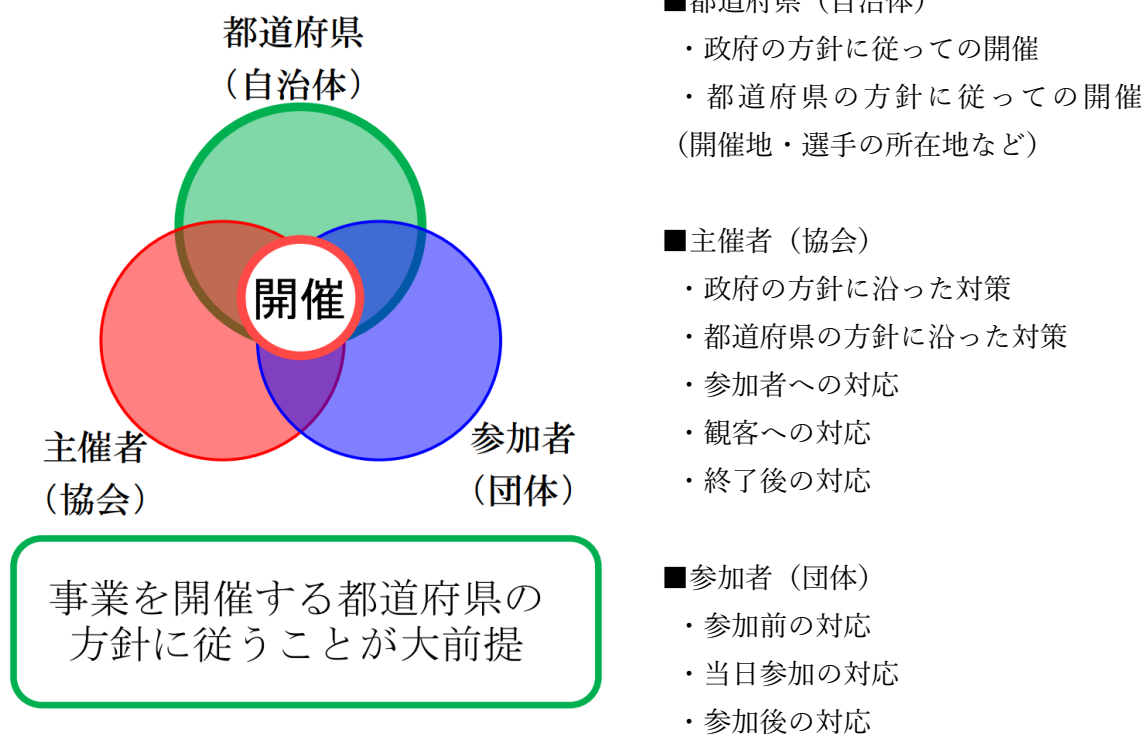 都道府県
(自治体)
開催
主催者
(協会)
参加者
(団体)
事業を開催する都道府県の
方針に従うことが大前提
■都道府県(自治体)
・政府の方針に従っての開催
・都道府県の方針に従っての開催
(開催地・選手の所在地など)
■主催者(協会)
・政府の方針に沿った対策
・都道府県の方針に沿った対策
・参加者への対応
・観客への対応
・終了後の対応
■参加者(団体)
・参加前の対応
・当日参加の対応
・参加後の対応